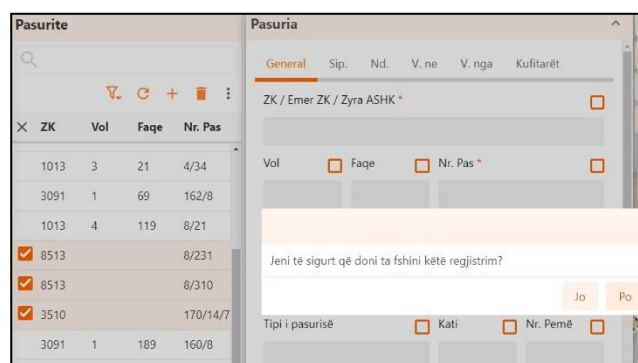 Pasurite
ZK Vol Faqe Nr. Pas
1013 3 21 4/34
3091 1 69 162/8
1013 4 119 8/21
8513 8/231
8513 8/310
3510 170/14/7
3091 1 189 160/8
Pasuria
General Sip. Nd. V. ne V. nga Kufitarët
ZK / Emer ZK / Zyra ASHK *
Vol Faqe Nr. Pas *
Jeni të sigurt që doni ta fshini këtë regjistrim?
Jo Po
Tipi i pasurisë Kati Nr. Pemë